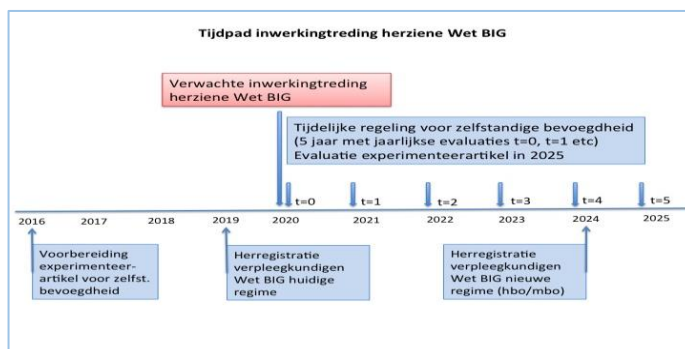 Tijdpad inwerkingtreding herziene Wet BIG
Verwachte inwerkingtreding
herziene Wet BIG
Tijdelijke regeling voor zelfstandige bevoegdheid
(5 jaar met jaarlijkse evaluaties t=0, t=1 etc)
Evaluatie experimenteerartikel in 2025
t=0 t=1 t=2 t=3 t=4 t=5
2016 2017 2018 2019 2020 2021 2022 2023 2024 2025
Voorbereiding
experimenteer-
artikel voor zelfst.
bevoegdheid
Herregistratie
verpleegkundigen
Wet BIG huidige
regime
Herregistratie
verpleegkundigen
Wet BIG nieuwe
regime (hbo/mbo)